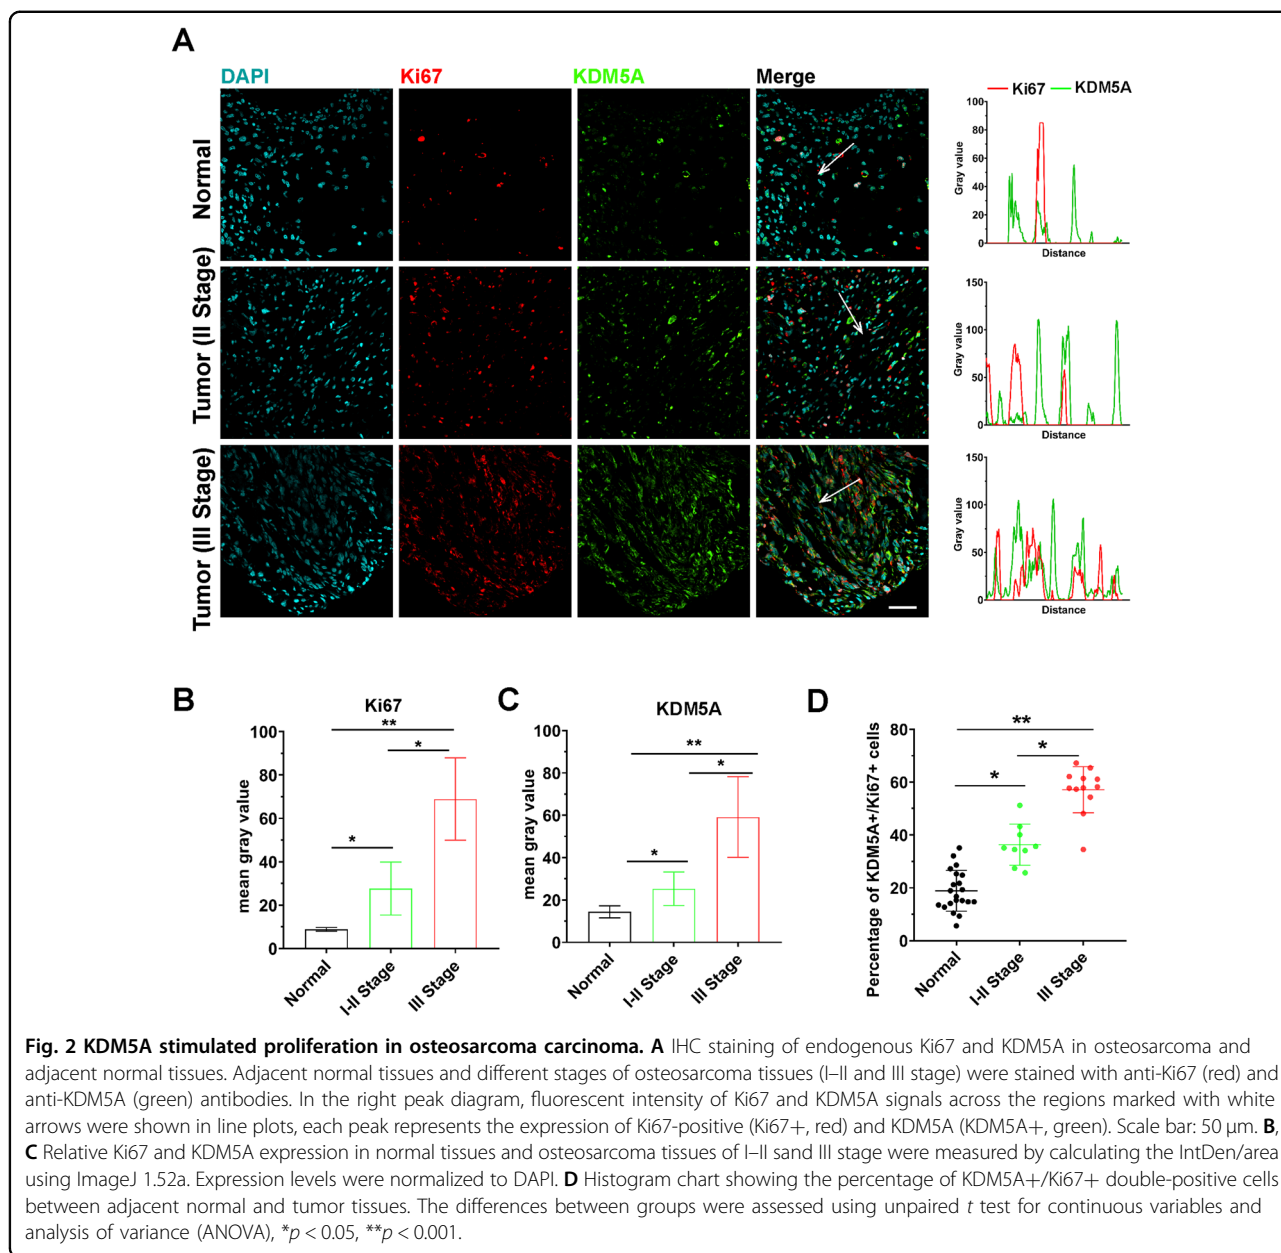 A
DAPI Ki67 KDM5A Merge
Normal
Tumor (II Stage)
Tumor (III Stage)
Ki67 KDM5A
Gray value
100
80
60
40
20
0
Distance
Gray value
150
100
50
0
Distance
Gray value
150
100
50
0
Distance
B
Ki67
mean gray value
100
80
60
40
20
0
**
*
*
Normal
I-II Stage
III Stage
C
KDM5A
mean gray value
100
80
60
40
20
0
**
*
*
Normal
I-II Stage
III Stage
D
Percentage of KDM5A+/Ki67+ cells
80
60
40
20
0
**
*
*
Normal
I-II Stage
III Stage
Fig. 2 KDM5A stimulated proliferation in osteosarcoma carcinoma. A IHC staining of endogenous Ki67 and KDM5A in osteosarcoma and
adjacent normal tissues. Adjacent normal tissues and different stages of osteosarcoma tissues (I–II and III stage) were stained with anti-Ki67 (red) and
anti-KDM5A (green) antibodies. In the right peak diagram, fluorescent intensity of Ki67 and KDM5A signals across the regions marked with white
arrows were shown in line plots, each peak represents the expression of Ki67-positive (Ki67+, red) and KDM5A (KDM5A+, green). Scale bar: 50 μm. B,
C Relative Ki67 and KDM5A expression in normal tissues and osteosarcoma tissues of I–II sand III stage were measured by calculating the IntDen/area
using ImageJ 1.52a. Expression levels were normalized to DAPI. D Histogram chart showing the percentage of KDM5A+/Ki67+ double-positive cells
between adjacent normal and tumor tissues. The differences between groups were assessed using unpaired t test for continuous variables and
analysis of variance (ANOVA), *p < 0.05, **p < 0.001.